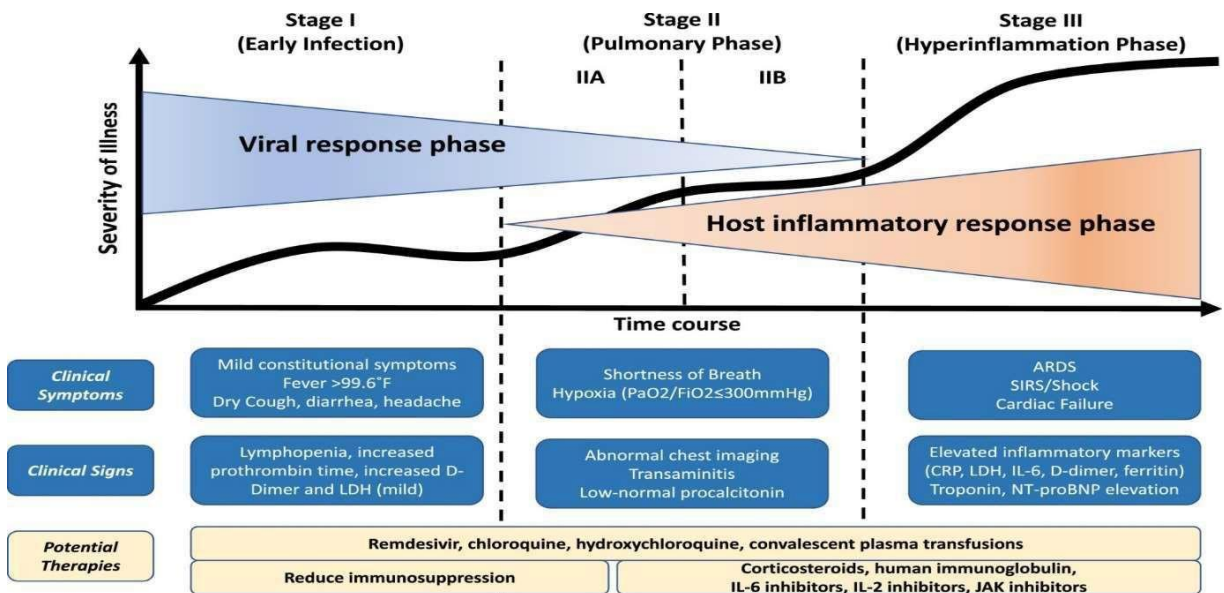 Stage I
(Early Infection)
Stage II
(Pulmonary Phase)
Stage III
(Hyperinflammation Phase)
IIA
IIB
Severity of Illness
Viral response phase
Host inflammatory response phase
Time course
Clinical
Symptoms
Mild constitutional symptoms
Fever >99.6°F
Dry Cough, diarrhea, headache
Shortness of Breath
Hypoxia (PaO2/FiO2≤300mmHg)
ARDS
SIRS/Shock
Cardiac Failure
Clinical Signs
Lymphopenia, increased
prothrombin time, increased D-
Dimer and LDH (mild)
Abnormal chest imaging
Transaminitis
Low-normal procalcitonin
Elevated inflammatory markers
(CRP, LDH, IL-6, D-dimer, ferritin)
Troponin, NT-proBNP elevation
Potential
Therapies
Remdesivir, chloroquine, hydroxychloroquine, convalescent plasma transfusions
Reduce immunosuppression
Corticosteroids, human immunoglobulin,
IL-6 inhibitors, IL-2 inhibitors, JAK inhibitors